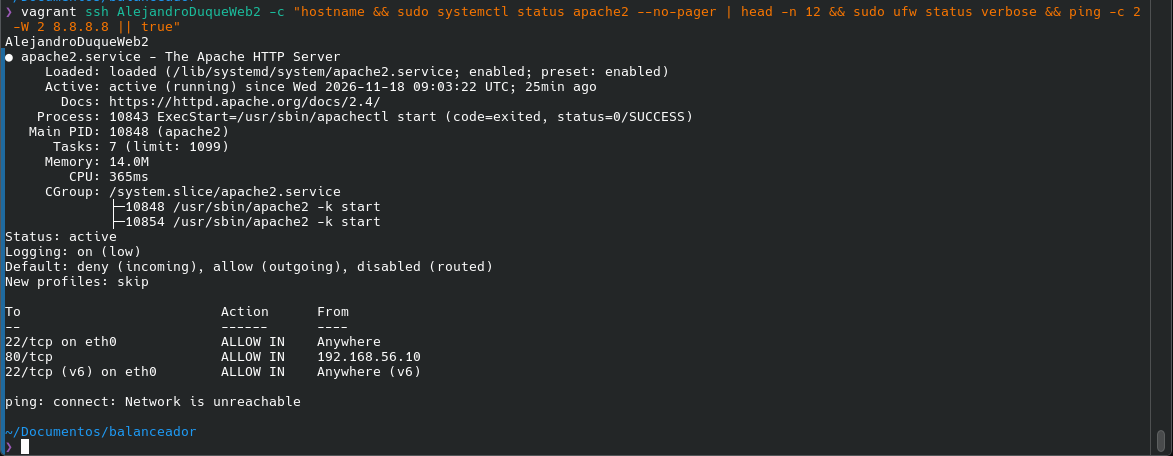 ~/Documentos/balanceador
❯ vagrant ssh AlejandroDuqueWeb2 -c "hostname && sudo systemctl status apache2 --no-pager | head -n 12 && sudo ufw status verbose && ping -c 2
-W 2 8.8.8.8 || true"
AlejandroDuqueWeb2
● apache2.service - The Apache HTTP Server
     Loaded: loaded (/lib/systemd/system/apache2.service; enabled; preset: enabled)
     Active: active (running) since Wed 2026-11-18 09:03:22 UTC; 25min ago
       Docs: https://httpd.apache.org/docs/2.4/
    Process: 10843 ExecStart=/usr/sbin/apachectl start (code=exited, status=0/SUCCESS)
   Main PID: 10848 (apache2)
      Tasks: 7 (limit: 1099)
     Memory: 14.0M
        CPU: 365ms
     CGroup: /system.slice/apache2.service
             ├─10848 /usr/sbin/apache2 -k start
             ├─10854 /usr/sbin/apache2 -k start
Status: active
Logging: on (low)
Default: deny (incoming), allow (outgoing), disabled (routed)
New profiles: skip
To                         Action      From
--                         ------      ----
22/tcp on eth0             ALLOW IN    Anywhere
80/tcp                     ALLOW IN    192.168.56.10
22/tcp (v6) on eth0        ALLOW IN    Anywhere (v6)
ping: connect: Network is unreachable
~/Documentos/balanceador
❯